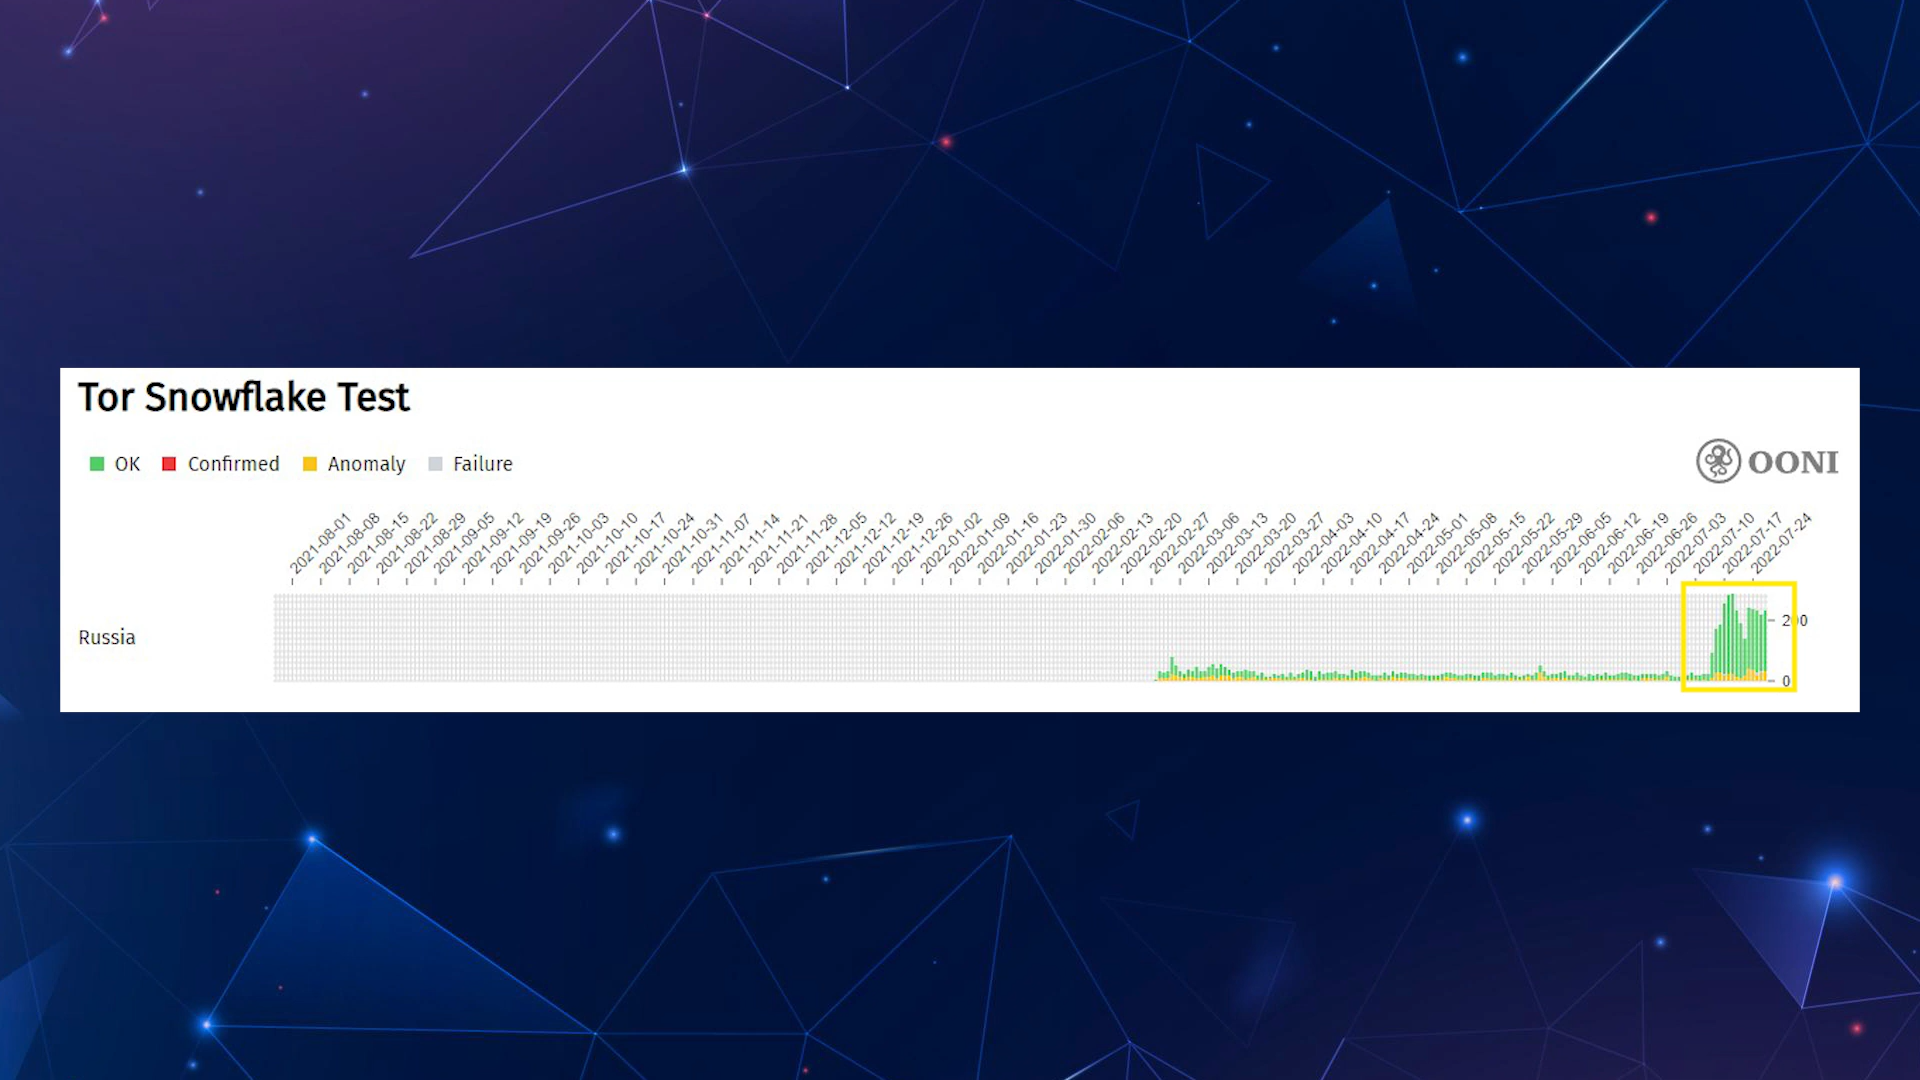 Tor Snowflake Test
OK Confirmed Anomaly Failure
OONI
2021-08-01 2021-08-08 2021-08-15 2021-08-22 2021-08-29 2021-09-05 2021-09-12 2021-09-19 2021-09-26 2021-10-03 2021-10-10 2021-10-17 2021-10-24 2021-10-31 2021-11-07 2021-11-14 2021-11-21 2021-11-28 2021-12-05 2021-12-12 2021-12-19 2021-12-26 2022-01-02 2022-01-09 2022-01-16 2022-01-23 2022-01-30 2022-02-06 2022-02-13 2022-02-20 2022-02-27 2022-03-06 2022-03-13 2022-03-20 2022-03-27 2022-04-03 2022-04-10 2022-04-17 2022-04-24 2022-05-01 2022-05-08 2022-05-15 2022-05-22 2022-05-29 2022-06-05 2022-06-12 2022-06-19 2022-06-26 2022-07-03 2022-07-10 2022-07-17 2022-07-24
200
Russia
0